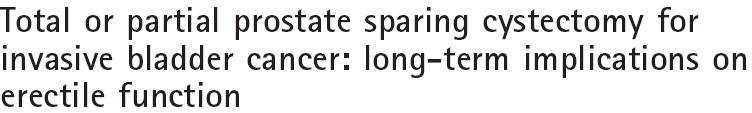 Total or partial prostate sparing cystectomy for
invasive bladder cancer: long-term implications on
erectile function